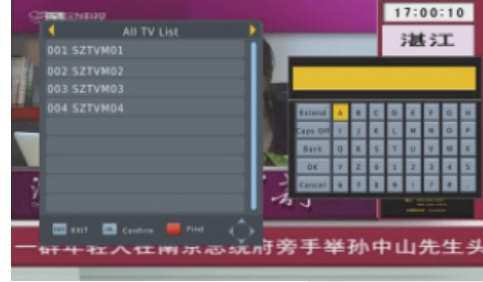 17:00:10
湛江
All TV List
001 SZTVM01
002 SZTVM02
003 SZTVM03
004 SZTVM04
EXIT Confirm Find
Extend A B C D E F G H
Caps Off I J K L M N O P
Back Q R S T U V W X
OK Y Z 0 1 2 3 4 5
Cancel 6 7 8 9
一群年轻人在南京总统府旁手举孙中山先生头